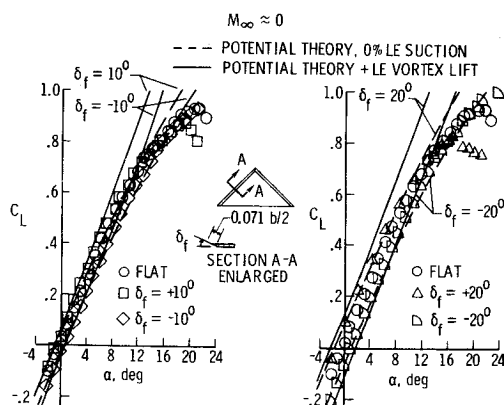 M∞ ≈ 0
--- POTENTIAL THEORY, 0% LE SUCTION
— POTENTIAL THEORY + LE VORTEX LIFT
δf = 10°
δf = -10°
δf = 20°
1.0
.8
.6
CL
.4
.2
-4
0
4
8
12
16
20
24
-.2
α, deg
A
A
0.071 b/2
δf
SECTION A-A
ENLARGED
○ FLAT
□ δf = +10°
◇ δf = -10°
1.0
.8
.6
CL
.4
.2
-4
0
4
8
12
16
20
24
-.2
α, deg
δf = -20°
○ FLAT
△ δf = +20°
δf = -20°